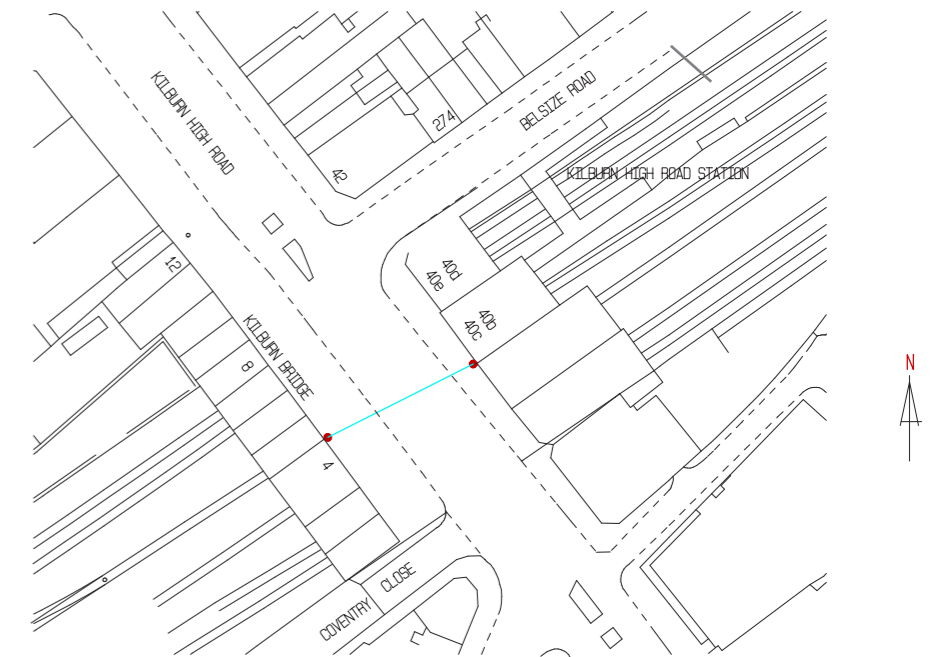 KILBURN HIGH ROAD
BELSIZE ROAD
274
42
KILBURN HIGH ROAD STATION
12
40d
40e
40b
40c
KILBURN BRIDGE
8
N
4
COVENTRY CLOSE